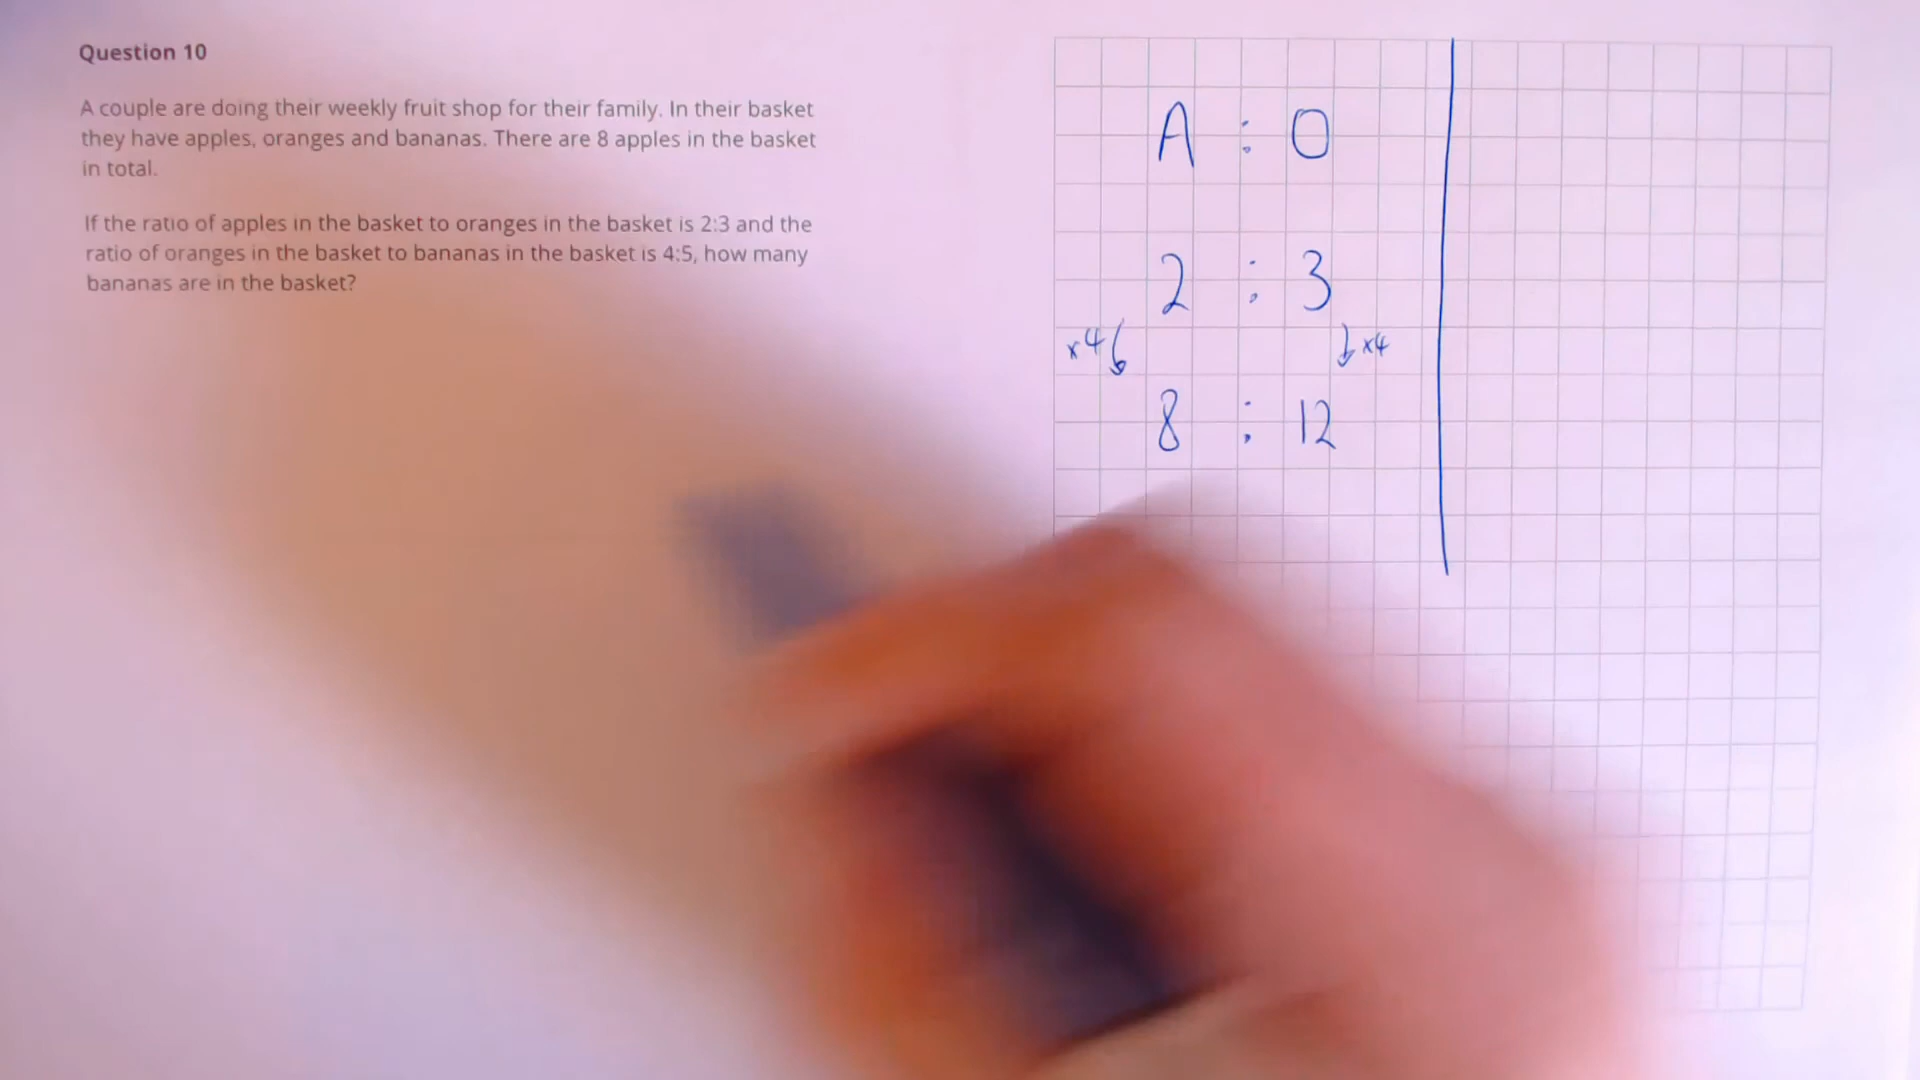 Question 10
A couple are doing their weekly fruit shop for their family. In their basket
they have apples, oranges and bananas. There are 8 apples in the basket
in total.
If the ratio of apples in the basket to oranges in the basket is 2:3 and the
ratio of oranges in the basket to bananas in the basket is 4:5, how many
bananas are in the basket?
A : O
2 : 3
×4 ×4
8 : 12